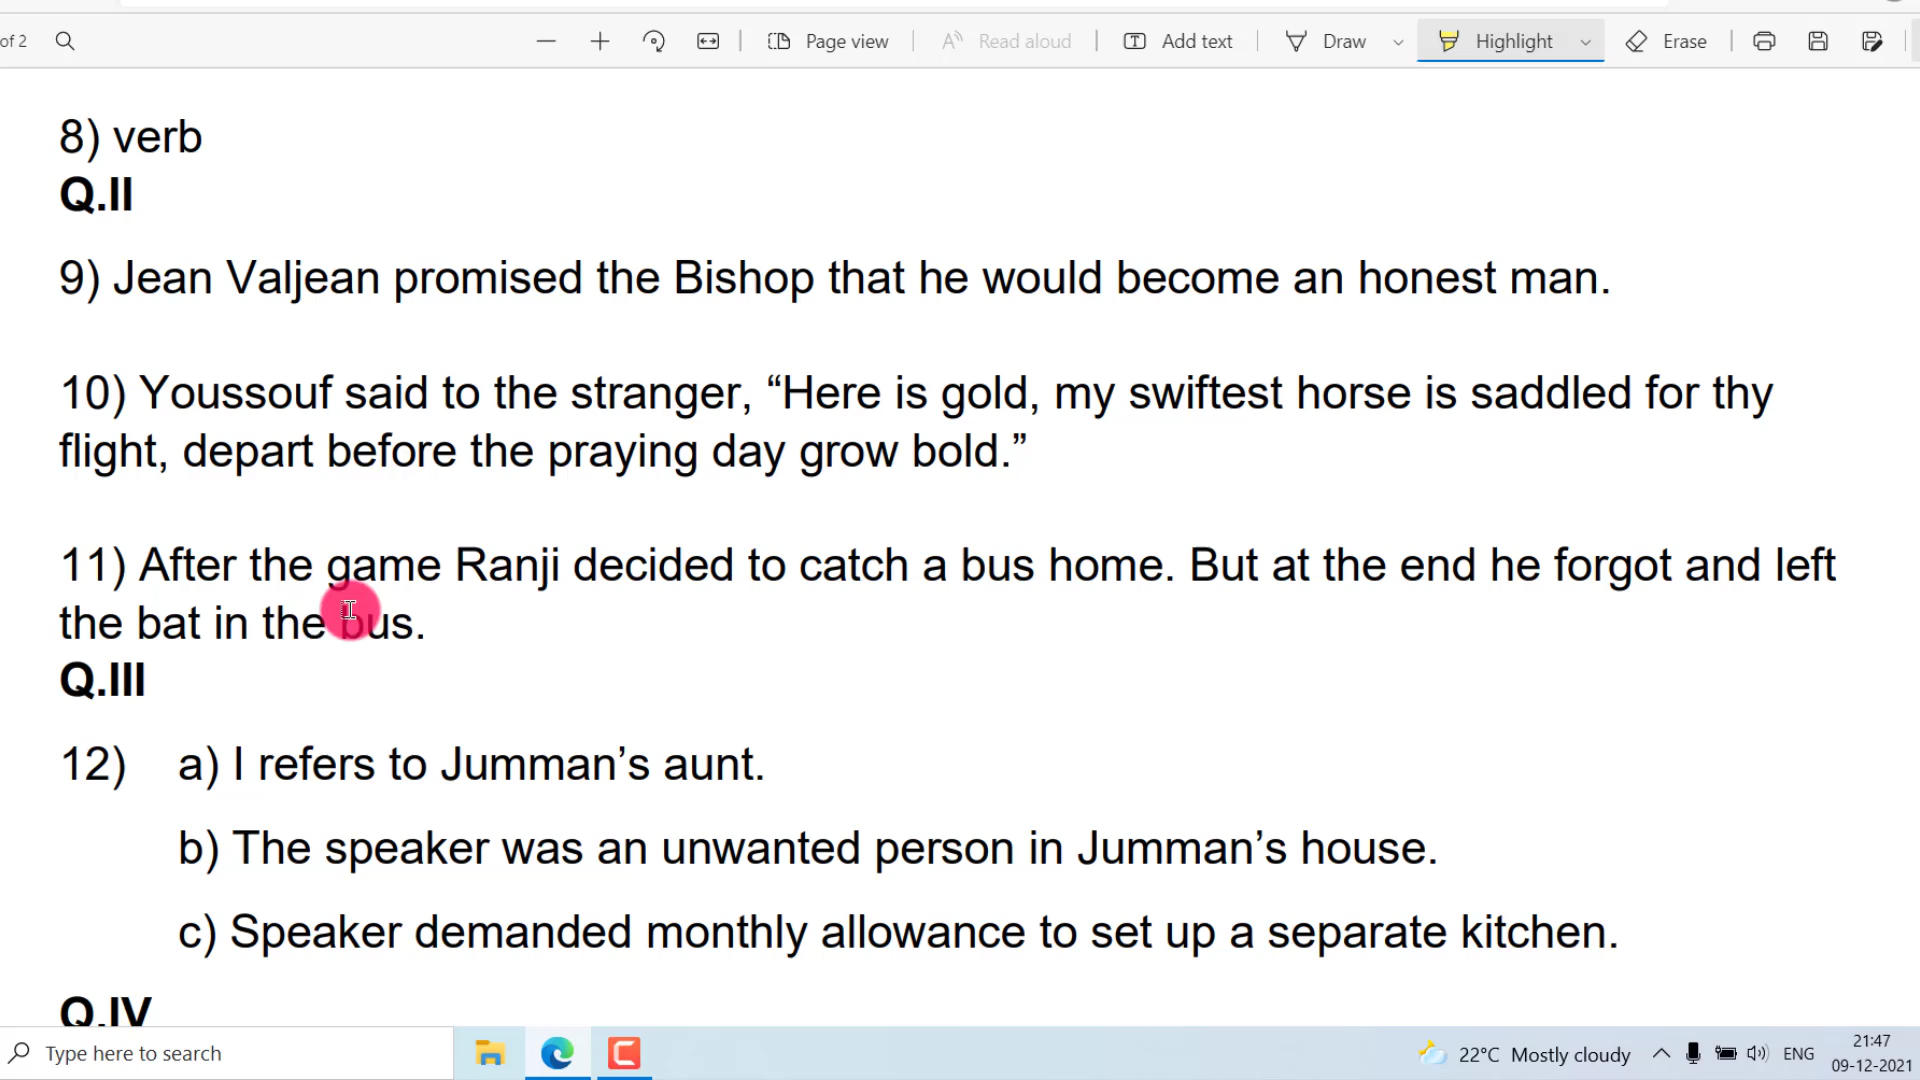 of 2
Page view
Read aloud
Add text
Draw
Highlight
Erase
8) verb
Q.II
9) Jean Valjean promised the Bishop that he would become an honest man.
10) Youssouf said to the stranger, “Here is gold, my swiftest horse is saddled for thy
flight, depart before the praying day grow bold.”
11) After the game Ranji decided to catch a bus home. But at the end he forgot and left
the bat in the bus.
Q.III
12) a) I refers to Jumman’s aunt.
b) The speaker was an unwanted person in Jumman’s house.
c) Speaker demanded monthly allowance to set up a separate kitchen.
Q.IV
Type here to search
22°C Mostly cloudy
ENG
21:47
09-12-2021